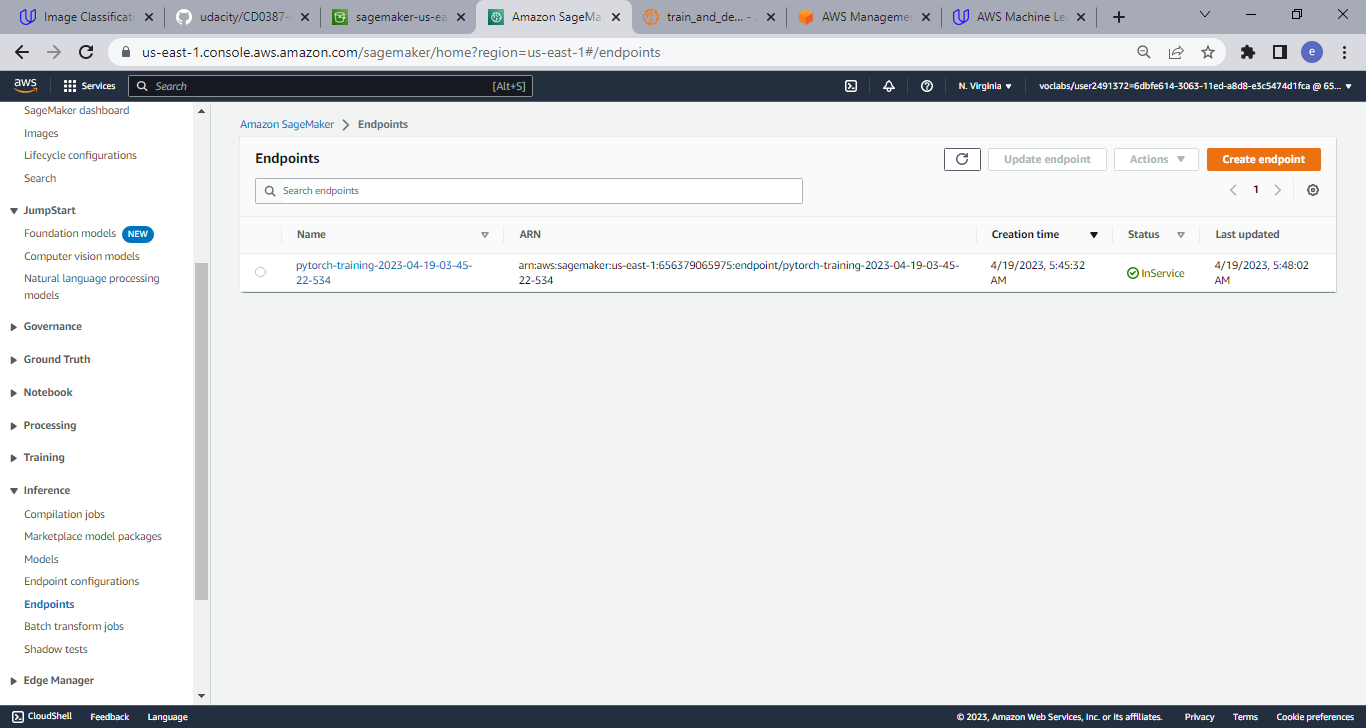 Image Classificati
udacity/CD0387-
sagemaker-us-ea
Amazon SageMa
train_and_de... -
AWS Managemen
AWS Machine Le
us-east-1.console.aws.amazon.com/sagemaker/home?region=us-east-1#/endpoints
e
aws
Services
Search
[Alt+S]
N. Virginia
voclabs/user2491372=6dbfe614-3063-11ed-a8d8-e3c5474d1fca @ 65...
SageMaker dashboard
Images
Lifecycle configurations
Search
JumpStart
Foundation models NEW
Computer vision models
Natural language processing
models
Governance
Ground Truth
Notebook
Processing
Training
Inference
Compilation jobs
Marketplace model packages
Models
Endpoint configurations
Endpoints
Batch transform jobs
Shadow tests
Edge Manager
Amazon SageMaker
Endpoints
Endpoints
Update endpoint
Actions
Create endpoint
Search endpoints
1
Name
ARN
Creation time
Status
Last updated
pytorch-training-2023-04-19-03-45-
22-534
arn:aws:sagemaker:us-east-1:656379065975:endpoint/pytorch-training-2023-04-19-03-45-
22-534
4/19/2023, 5:45:32
AM
InService
4/19/2023, 5:48:02
AM
CloudShell
Feedback
Language
© 2023, Amazon Web Services, Inc. or its affiliates.
Privacy
Terms
Cookie preferences